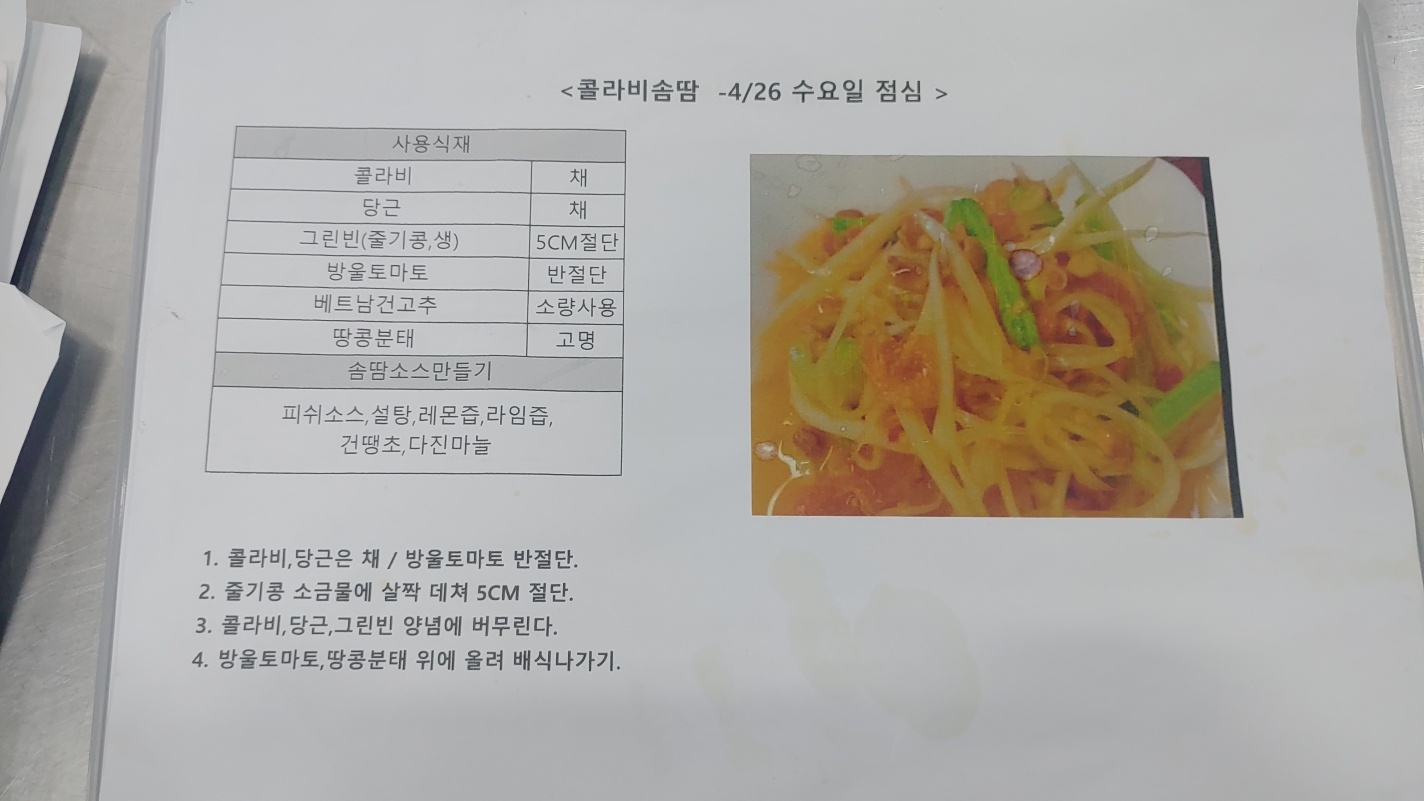 <콜라비솜땀 -4/26 수요일 점심 >
사용식재
콜라비 채
당근 채
그린빈(줄기콩,생) 5CM절단
방울토마토 반절단
베트남건고추 소량사용
땅콩분태 고명
솜땀소스만들기
피쉬소스,설탕,레몬즙,라임즙,
건땡초,다진마늘
1. 콜라비,당근은 채 / 방울토마토 반절단.
2. 줄기콩 소금물에 살짝 데쳐 5CM 절단.
3. 콜라비,당근,그린빈 양념에 버무린다.
4. 방울토마토,땅콩분태 위에 올려 배식나가기.